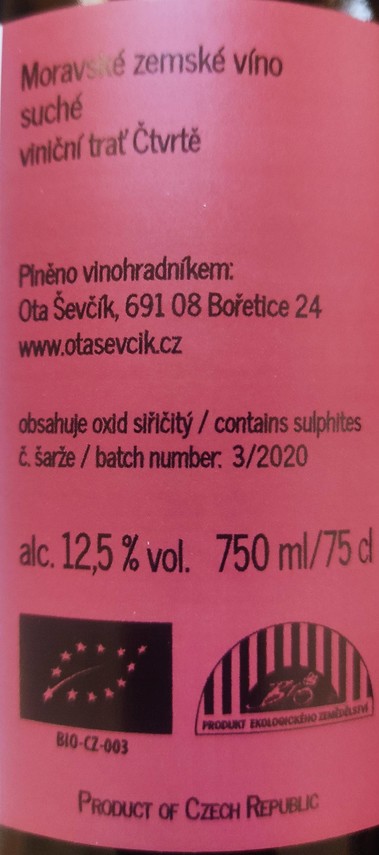 Moravské zemské víno
suché
viniční trať Čtvrtě
Plněno vinohradníkem:
Ota Ševčík, 691 08 Bořetice 24
www.otasevcik.cz
obsahuje oxid siřičitý / contains sulphites
č. šarže / batch number: 3/2020
alc. 12,5 % vol. 750 ml/75 cl
BIO
PRODUKT EKOLOGICKÉHO ZEMĚDĚLSTVÍ
BIO-CZ-003
PRODUCT OF CZECH REPUBLIC